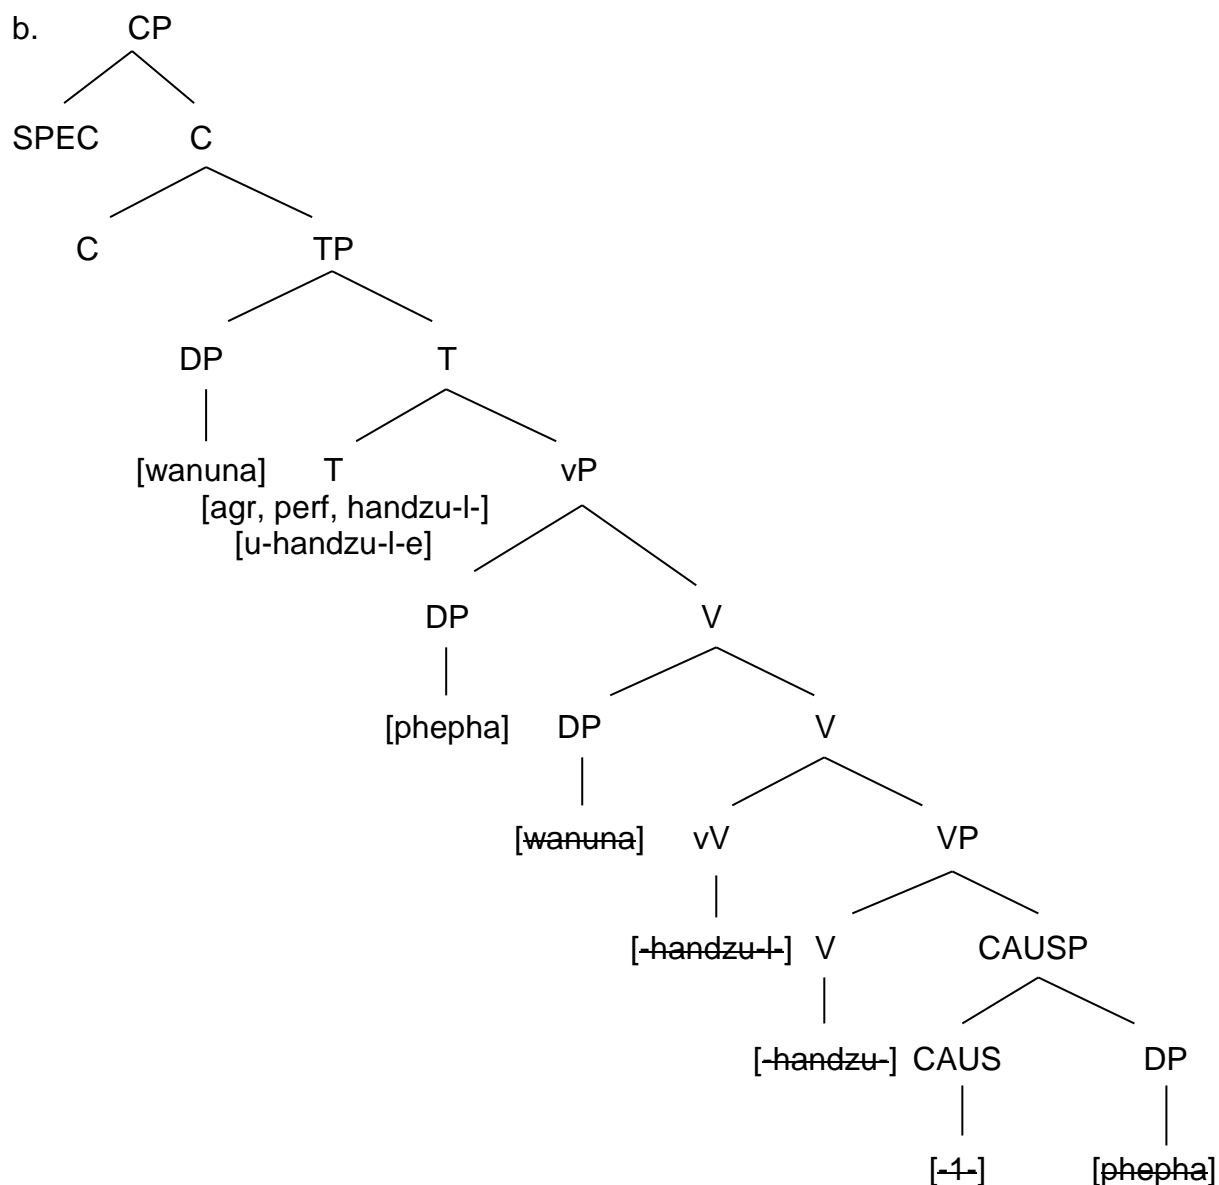 b. CP
SPEC C
C TP
DP T
[wanuna] T vP
[agr, perf, handzu-l-]
[u-handzu-l-e]
DP V
[phepha] DP V
[wanuna] vV VP
[-handzu-l-] V CAUSP
[-handzu-] CAUS DP
[-1-] [phepha]